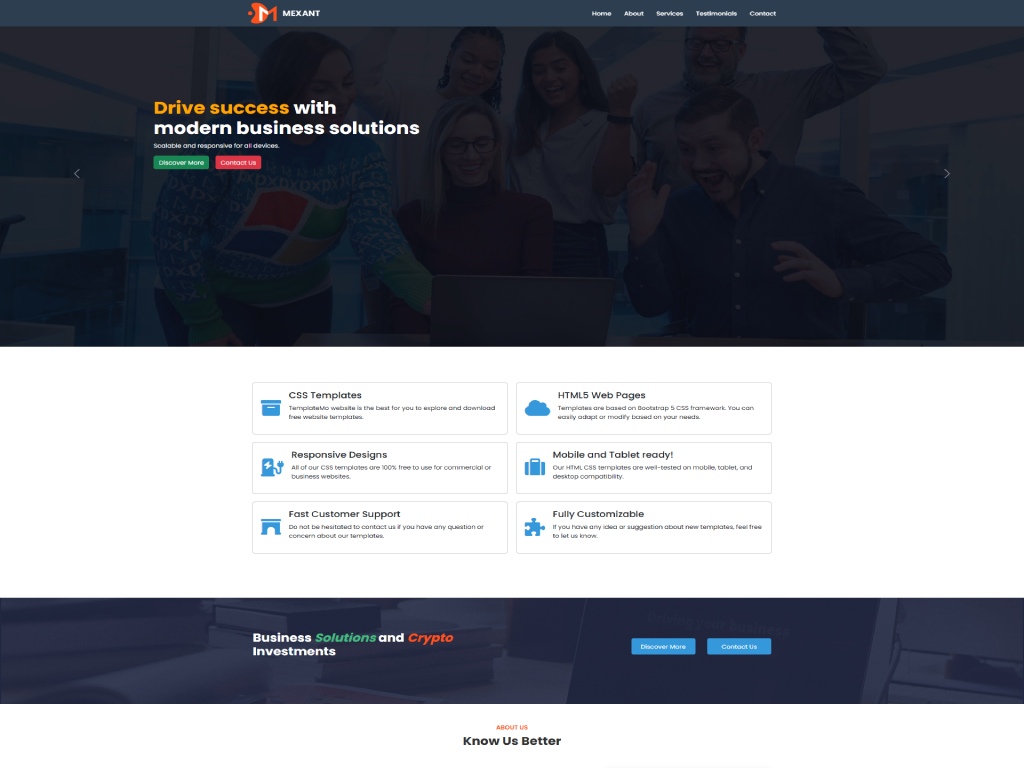 MEXANT
Home About Services Testimonials Contact
Drive success with
modern business solutions
Scalable and responsive for all devices.
Discover More Contact Us
CSS Templates
TemplateMo website is the best for you to explore and download
free website templates.
HTML5 Web Pages
Templates are based on Bootstrap 5 CSS framework. You can
easily adapt or modify based on your needs.
Responsive Designs
All of our CSS templates are 100% free to use for commercial or
business websites.
Mobile and Tablet ready!
Our HTML CSS templates are well-tested on mobile, tablet, and
desktop compatibility.
Fast Customer Support
Do not be hesitated to contact us if you have any question or
concern about our templates.
Fully Customizable
If you have any idea or suggestion about new templates, feel free
to let us know.
Business Solutions and Crypto
Investments
Discover More Contact Us
ABOUT US
Know Us Better